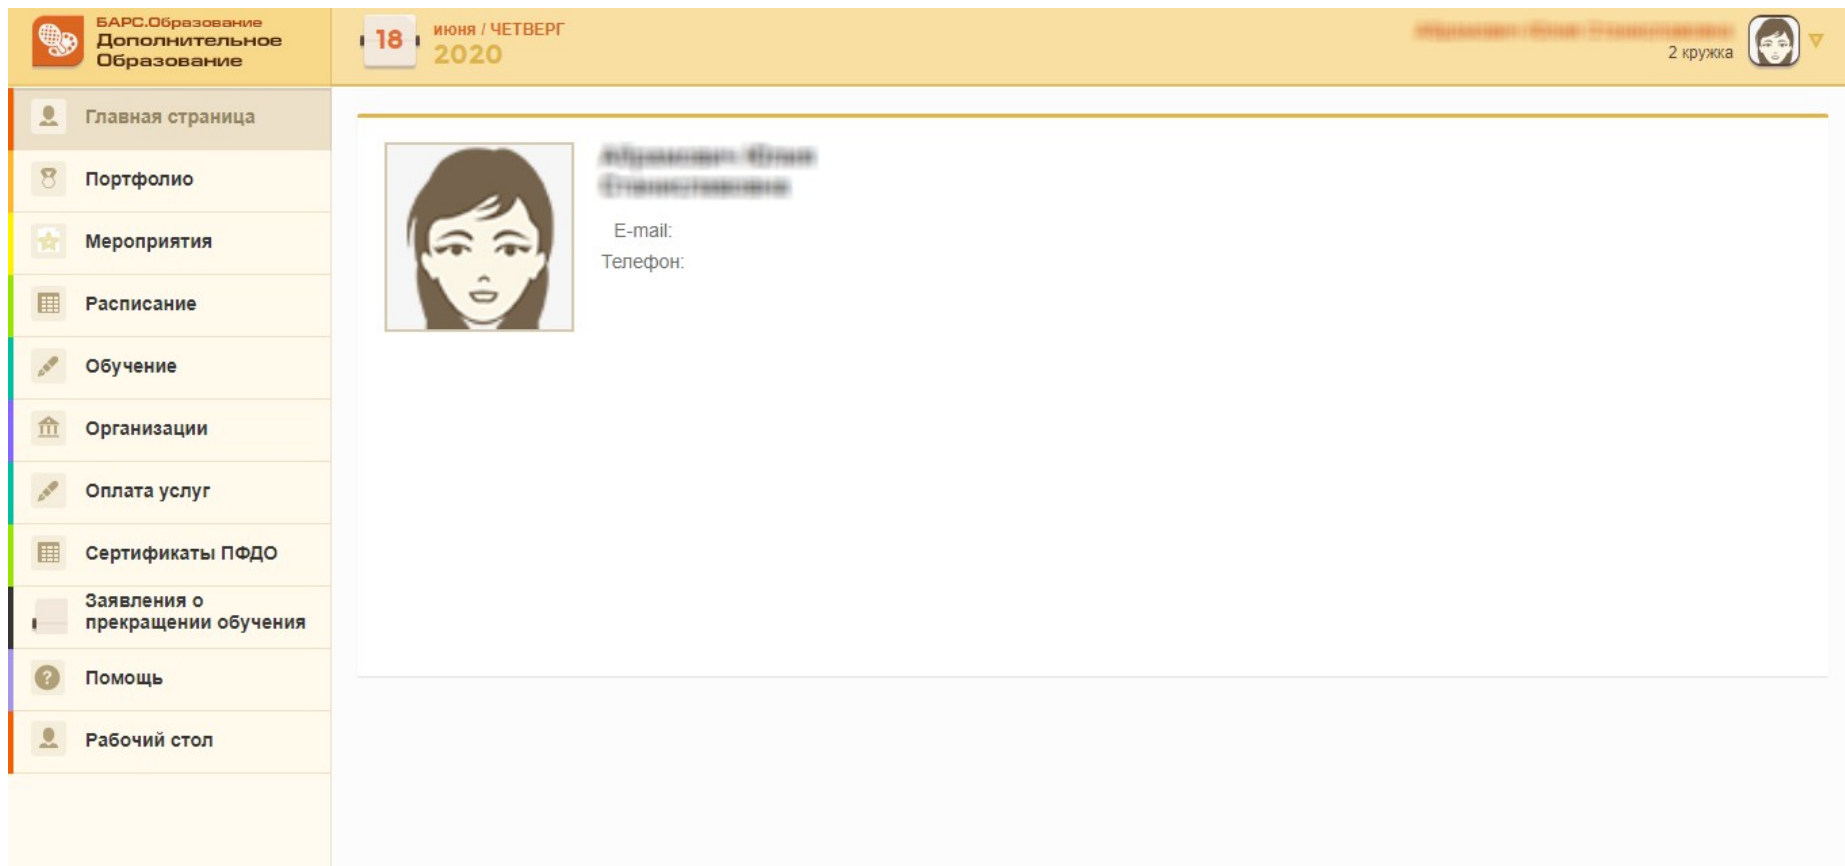 БАРС.Образование
Дополнительное
Образование
18
июня / ЧЕТВЕРГ
2020
2 кружка
Главная страница
Портфолио
Мероприятия
Расписание
Обучение
Организации
Оплата услуг
Сертификаты ПФДО
Заявления о
прекращении обучения
Помощь
Рабочий стол
E-mail:
Телефон: